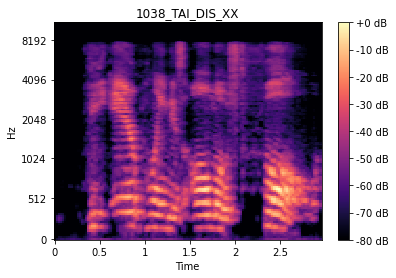 1038_TAI_DIS_XX
+0 dB
8192
-10 dB
4096
-20 dB
-30 dB
2048
Hz
-40 dB
1024
-50 dB
512
-60 dB
-70 dB
0
-80 dB
0 0.5 1 1.5 2 2.5
Time